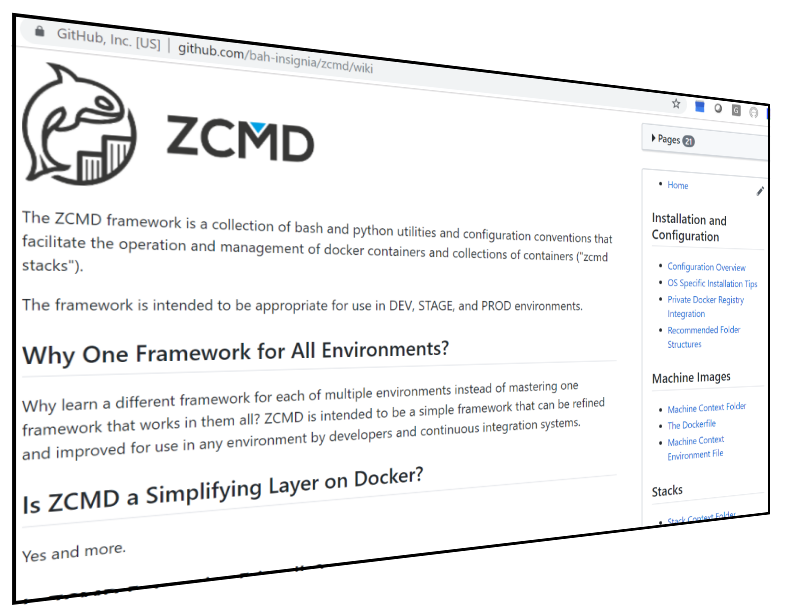 GitHub, Inc. [US] | github.com/bah-insignia/zcmd/wiki
ZCMD
The ZCMD framework is a collection of bash and python utilities and configuration conventions that
facilitate the operation and management of docker containers and collections of containers ("zcmd
stacks").
The framework is intended to be appropriate for use in DEV, STAGE, and PROD environments.
Why One Framework for All Environments?
Why learn a different framework for each of multiple environments instead of mastering one
framework that works in them all? ZCMD is intended to be a simple framework that can be refined
and improved for use in any environment by developers and continuous integration systems.
Is ZCMD a Simplifying Layer on Docker?
Yes and more.
Pages 21
Home
Installation and
Configuration
Configuration Overview
OS Specific Installation Tips
Private Docker Registry
Integration
Recommended Folder
Structures
Machine Images
Machine Context Folder
The Dockerfile
Machine Context
Environment File
Stacks
Stack Context Folder